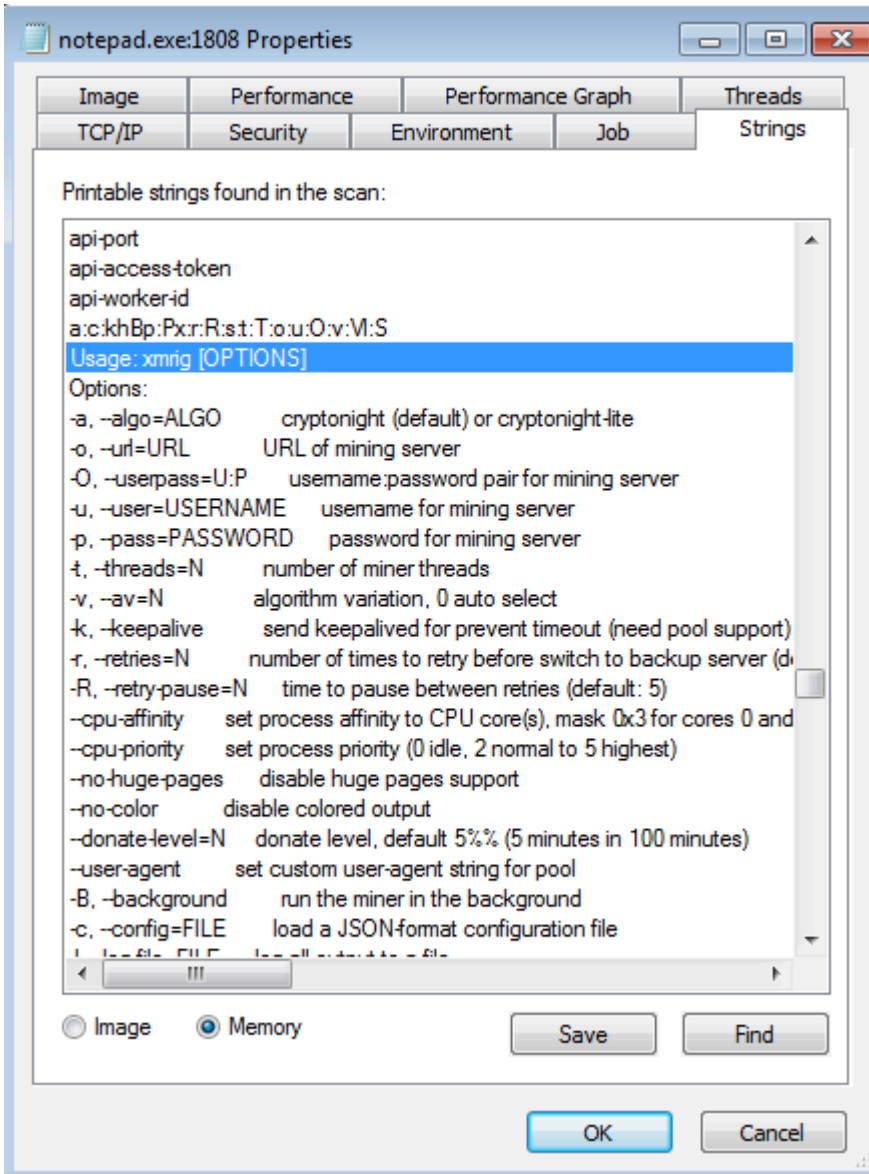 notepad.exe:1808 Properties
Image Performance Performance Graph Threads
TCP/IP Security Environment Job Strings
Printable strings found in the scan:
api-port
api-access-token
api-worker-id
a:c:khBp:Px:r:R:s:t:T:o:u:O:v:Vl:S
Usage: xmrig [OPTIONS]
Options:
-a, --algo=ALGO cryptonight (default) or cryptonight-lite
-o, --url=URL URL of mining server
-O, --userpass=U:P username:password pair for mining server
-u, --user=USERNAME username for mining server
-p, --pass=PASSWORD password for mining server
-t, --threads=N number of miner threads
-v, --av=N algorithm variation, 0 auto select
-k, --keepalive send keepalived for prevent timeout (need pool support)
-r, --retries=N number of times to retry before switch to backup server (de
-R, --retry-pause=N time to pause between retries (default: 5)
--cpu-affinity set process affinity to CPU core(s), mask 0x3 for cores 0 and
--cpu-priority set process priority (0 idle, 2 normal to 5 highest)
--no-huge-pages disable huge pages support
--no-color disable colored output
--donate-level=N donate level, default 5%% (5 minutes in 100 minutes)
--user-agent set custom user-agent string for pool
-B, --background run the miner in the background
-c, --config=FILE load a JSON-format configuration file
-l, --log-file=FILE log all output to a file
Image Memory Save Find
OK Cancel